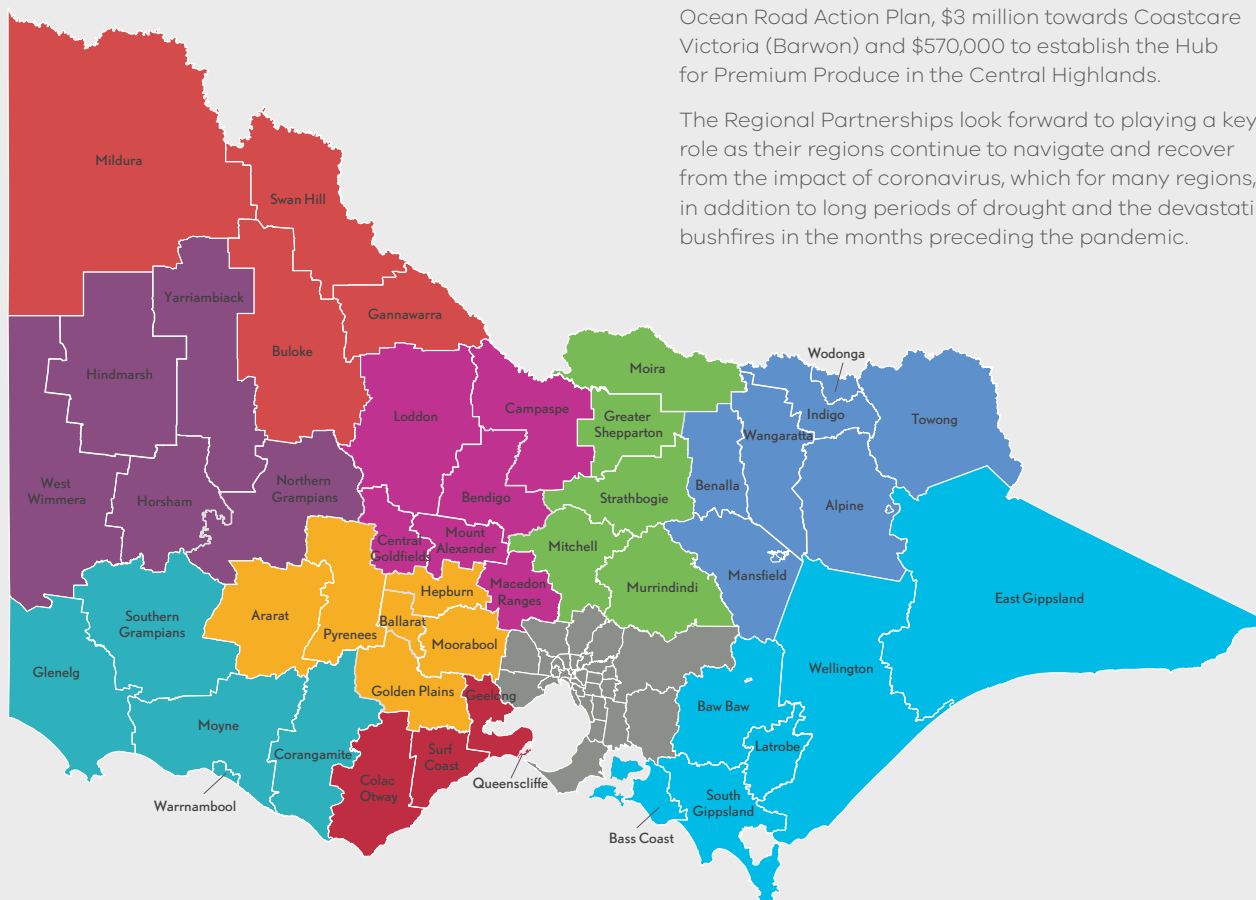 Ocean Road Action Plan, $3 million towards Coastcare
Victoria (Barwon) and $570,000 to establish the Hub
for Premium Produce in the Central Highlands.
The Regional Partnerships look forward to playing a key
role as their regions continue to navigate and recover
from the impact of coronavirus, which for many regions,
in addition to long periods of drought and the devastati
bushfires in the months preceding the pandemic.
Mildura
Swan Hill
Yarriambiack
Gannawarra
Buloke
Hindmarsh
Wodonga
Moira
Loddon
Campaspe
Greater
Shepparton
Indigo
Wangaratta
Towong
West
Wimmera
Horsham
Northern
Grampians
Bendigo
Strathbogie
Benalla
Alpine
Central
Goldfields
Mount
Alexander
Mitchell
Mansfield
Murrindindi
Macedon
Ranges
Hepburn
East Gippsland
Southern
Grampians
Ararat
Pyrenees
Ballarat
Moorabool
Glenelg
Wellington
Golden Plains
Geelong
Baw Baw
Moyne
Corangamite
Surf
Coast
Latrobe
Colac
Otway
Queenscliffe
Warrnambool
South
Gippsland
Bass Coast